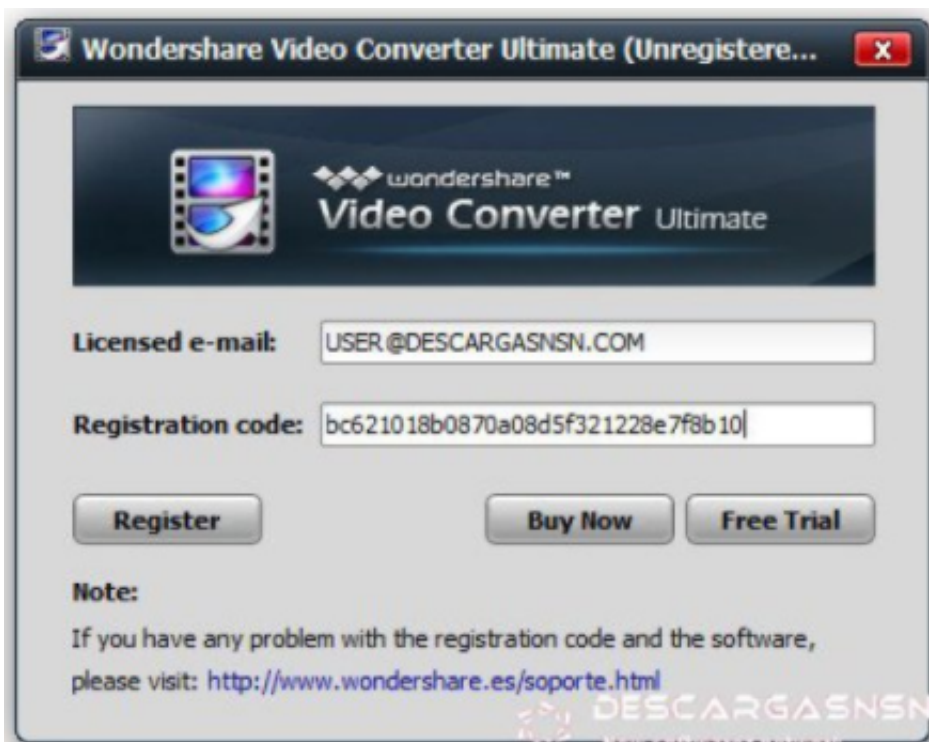 Wondershare Video Converter Ultimate (Unregistere...
wondershare™
Video Converter Ultimate
Licensed e-mail: USER@DESCARGASNSN.COM
Registration code: bc621018b0870a08d5f321228e7f8b10
Register Buy Now Free Trial
Note:
If you have any problem with the registration code and the software,
please visit: http://www.wondershare.es/soporte.html
DESCARGASNSN